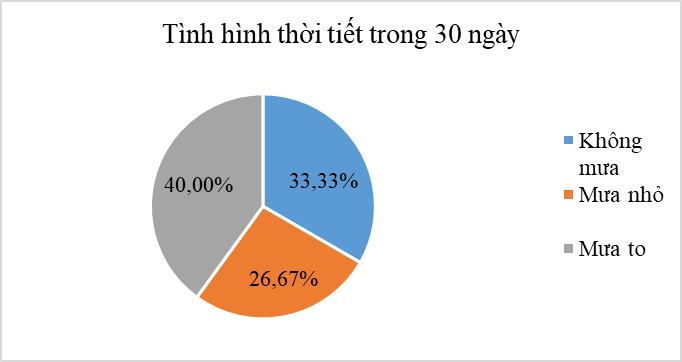 Tình hình thời tiết trong 30 ngày
40,00%
33,33%
26,67%
Không
mưa
Mưa nhỏ
Mưa to